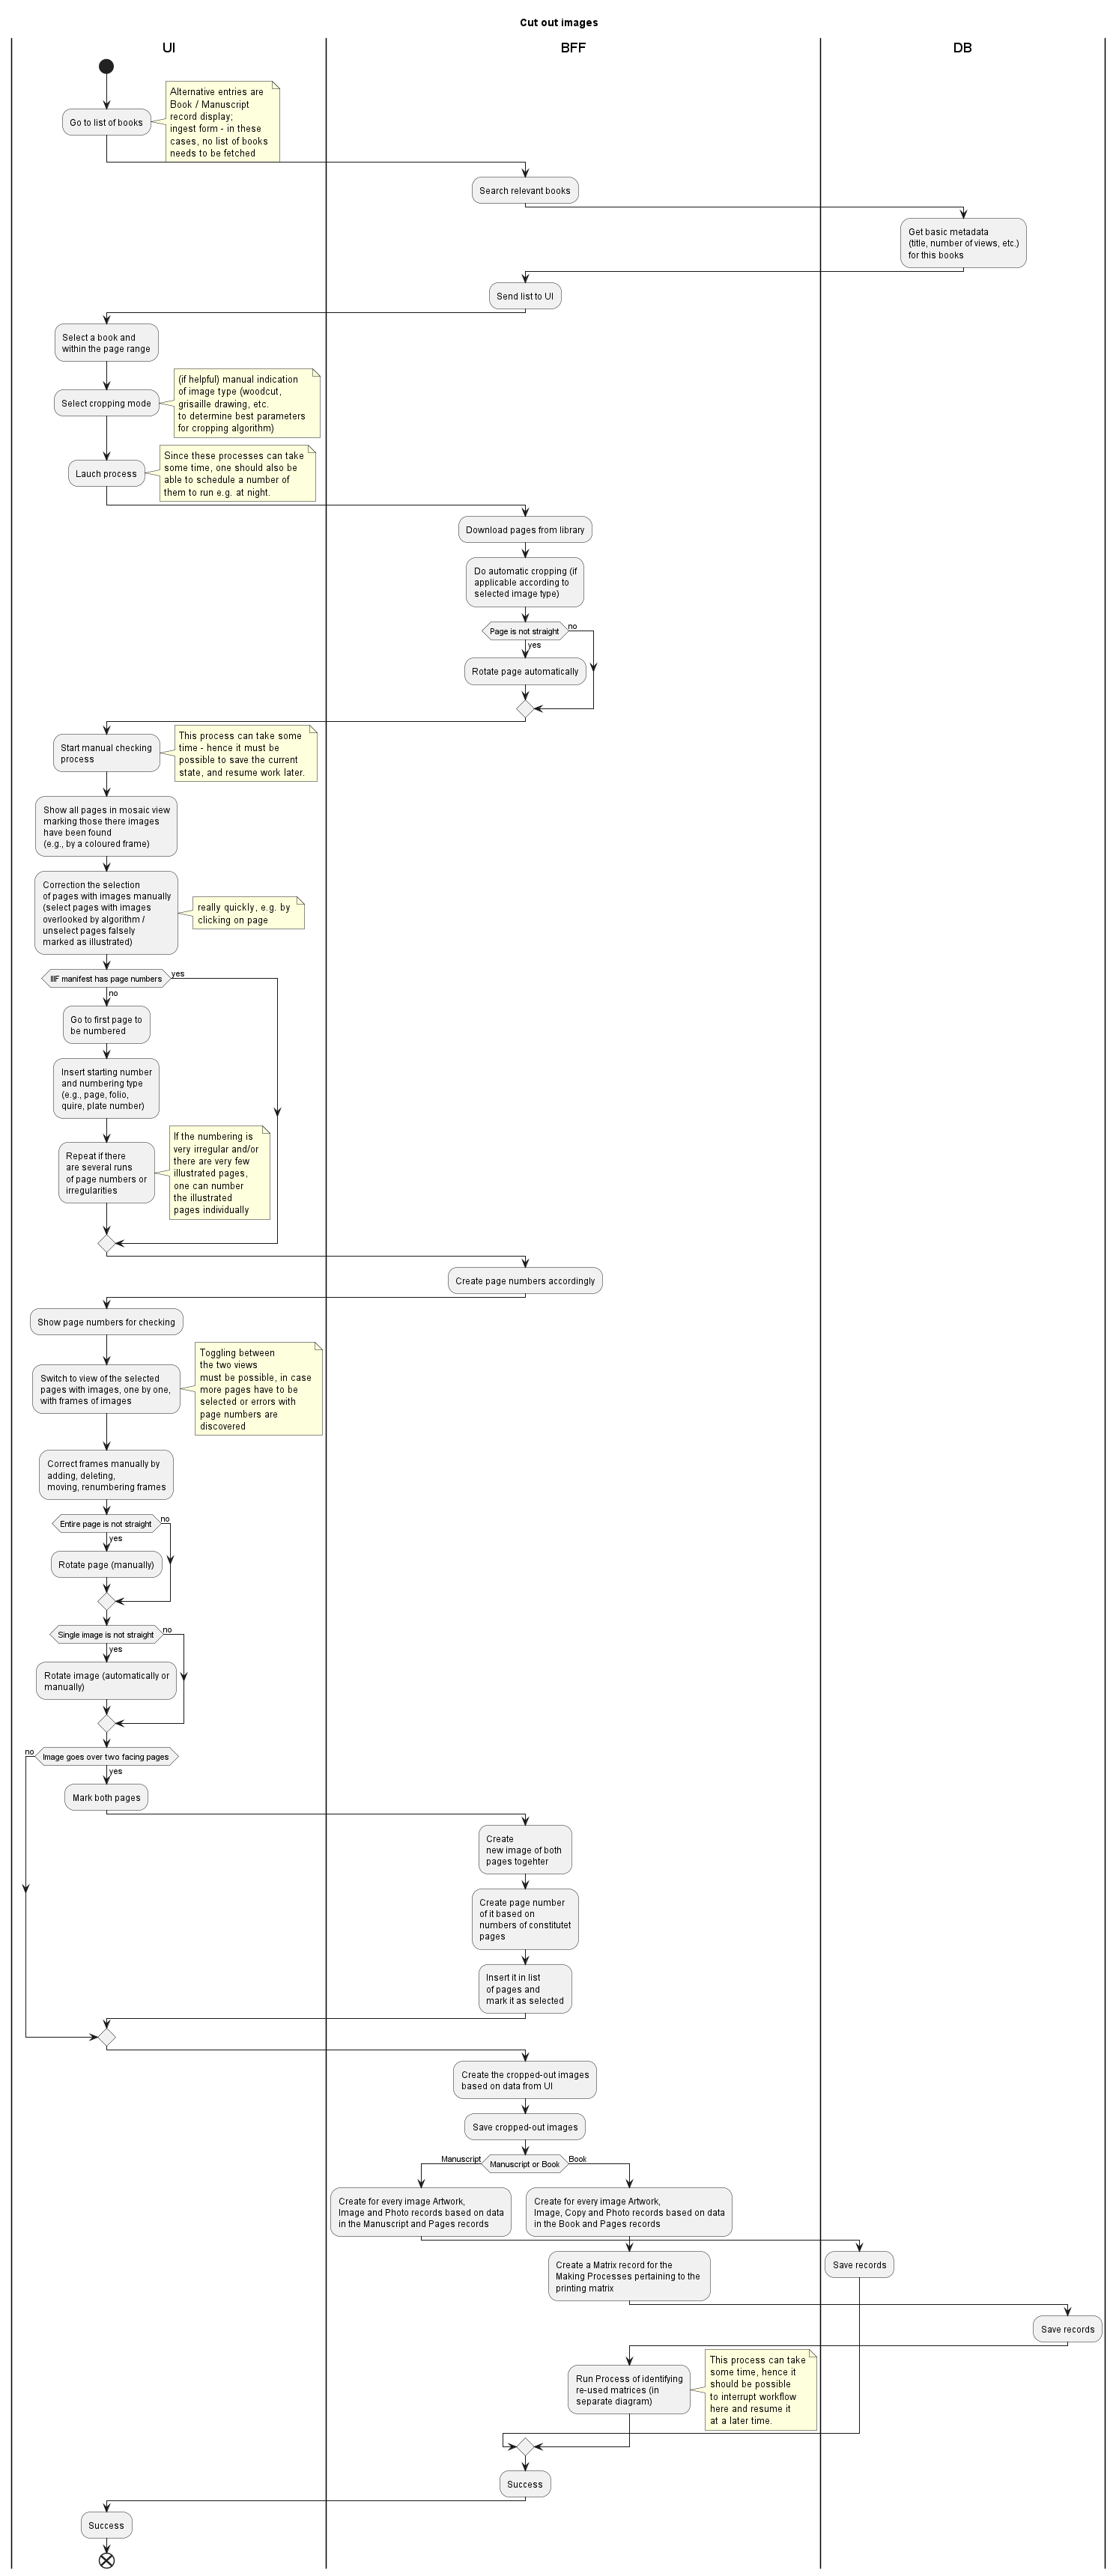 Cut out images
UI
BFF
DB
Go to list of books
Alternative entries are
Book / Manuscript
record display;
ingest form - in these
cases, no list of books
needs to be fetched
Search relevant books
Get basic metadata
(title, number of views, etc.)
for this books
Send list to UI
Select a book and
within the page range
Select cropping mode
(if helpful) manual indication
of image type (woodcut,
grisaille drawing, etc.
to determine best parameters
for cropping algorithm)
Lauch process
Since these processes can take
some time, one should also be
able to schedule a number of
them to run e.g. at night.
Download pages from library
Do automatic cropping (if
applicable according to
selected image type)
Page is not straight
no
yes
Rotate page automatically
Start manual checking
process
This process can take some
time - hence it must be
possible to save the current
state, and resume work later.
Show all pages in mosaic view
marking those there images
have been found
(e.g., by a coloured frame)
Correction the selection
of pages with images manually
(select pages with images
overlooked by algorithm /
unselect pages falsely
marked as illustrated)
really quickly, e.g. by
clicking on page
IIIF manifest has page numbers
yes
no
Go to first page to
be numbered
Insert starting number
and numbering type
(e.g., page, folio,
quire, plate number)
Repeat if there
are several runs
of page numbers or
irregularities
If the numbering is
very irregular and/or
there are very few
illustrated pages,
one can number
the illustrated
pages individually
Create page numbers accordingly
Show page numbers for checking
Switch to view of the selected
pages with images, one by one,
with frames of images
Toggling between
the two views
must be possible, in case
more pages have to be
selected or errors with
page numbers are
discovered
Correct frames manually by
adding, deleting,
moving, renumbering frames
Entire page is not straight
no
yes
Rotate page (manually)
Single image is not straight
no
yes
Rotate image (automatically or
manually)
no
Image goes over two facing pages
yes
Mark both pages
Create
new image of both
pages togehter
Create page number
of it based on
numbers of constitutet
pages
Insert it in list
of pages and
mark it as selected
Create the cropped-out images
based on data from UI
Save cropped-out images
Manuscript
Manuscript or Book
Book
Create for every image Artwork,
Image and Photo records based on data
in the Manuscript and Pages records
Create for every image Artwork,
Image, Copy and Photo records based on data
in the Book and Pages records
Create a Matrix record for the
Making Processes pertaining to the
printing matrix
Save records
Save records
Run Process of identifying
re-used matrices (in
separate diagram)
This process can take
some time, hence it
should be possible
to interrupt workflow
here and resume it
at a later time.
Success
Success